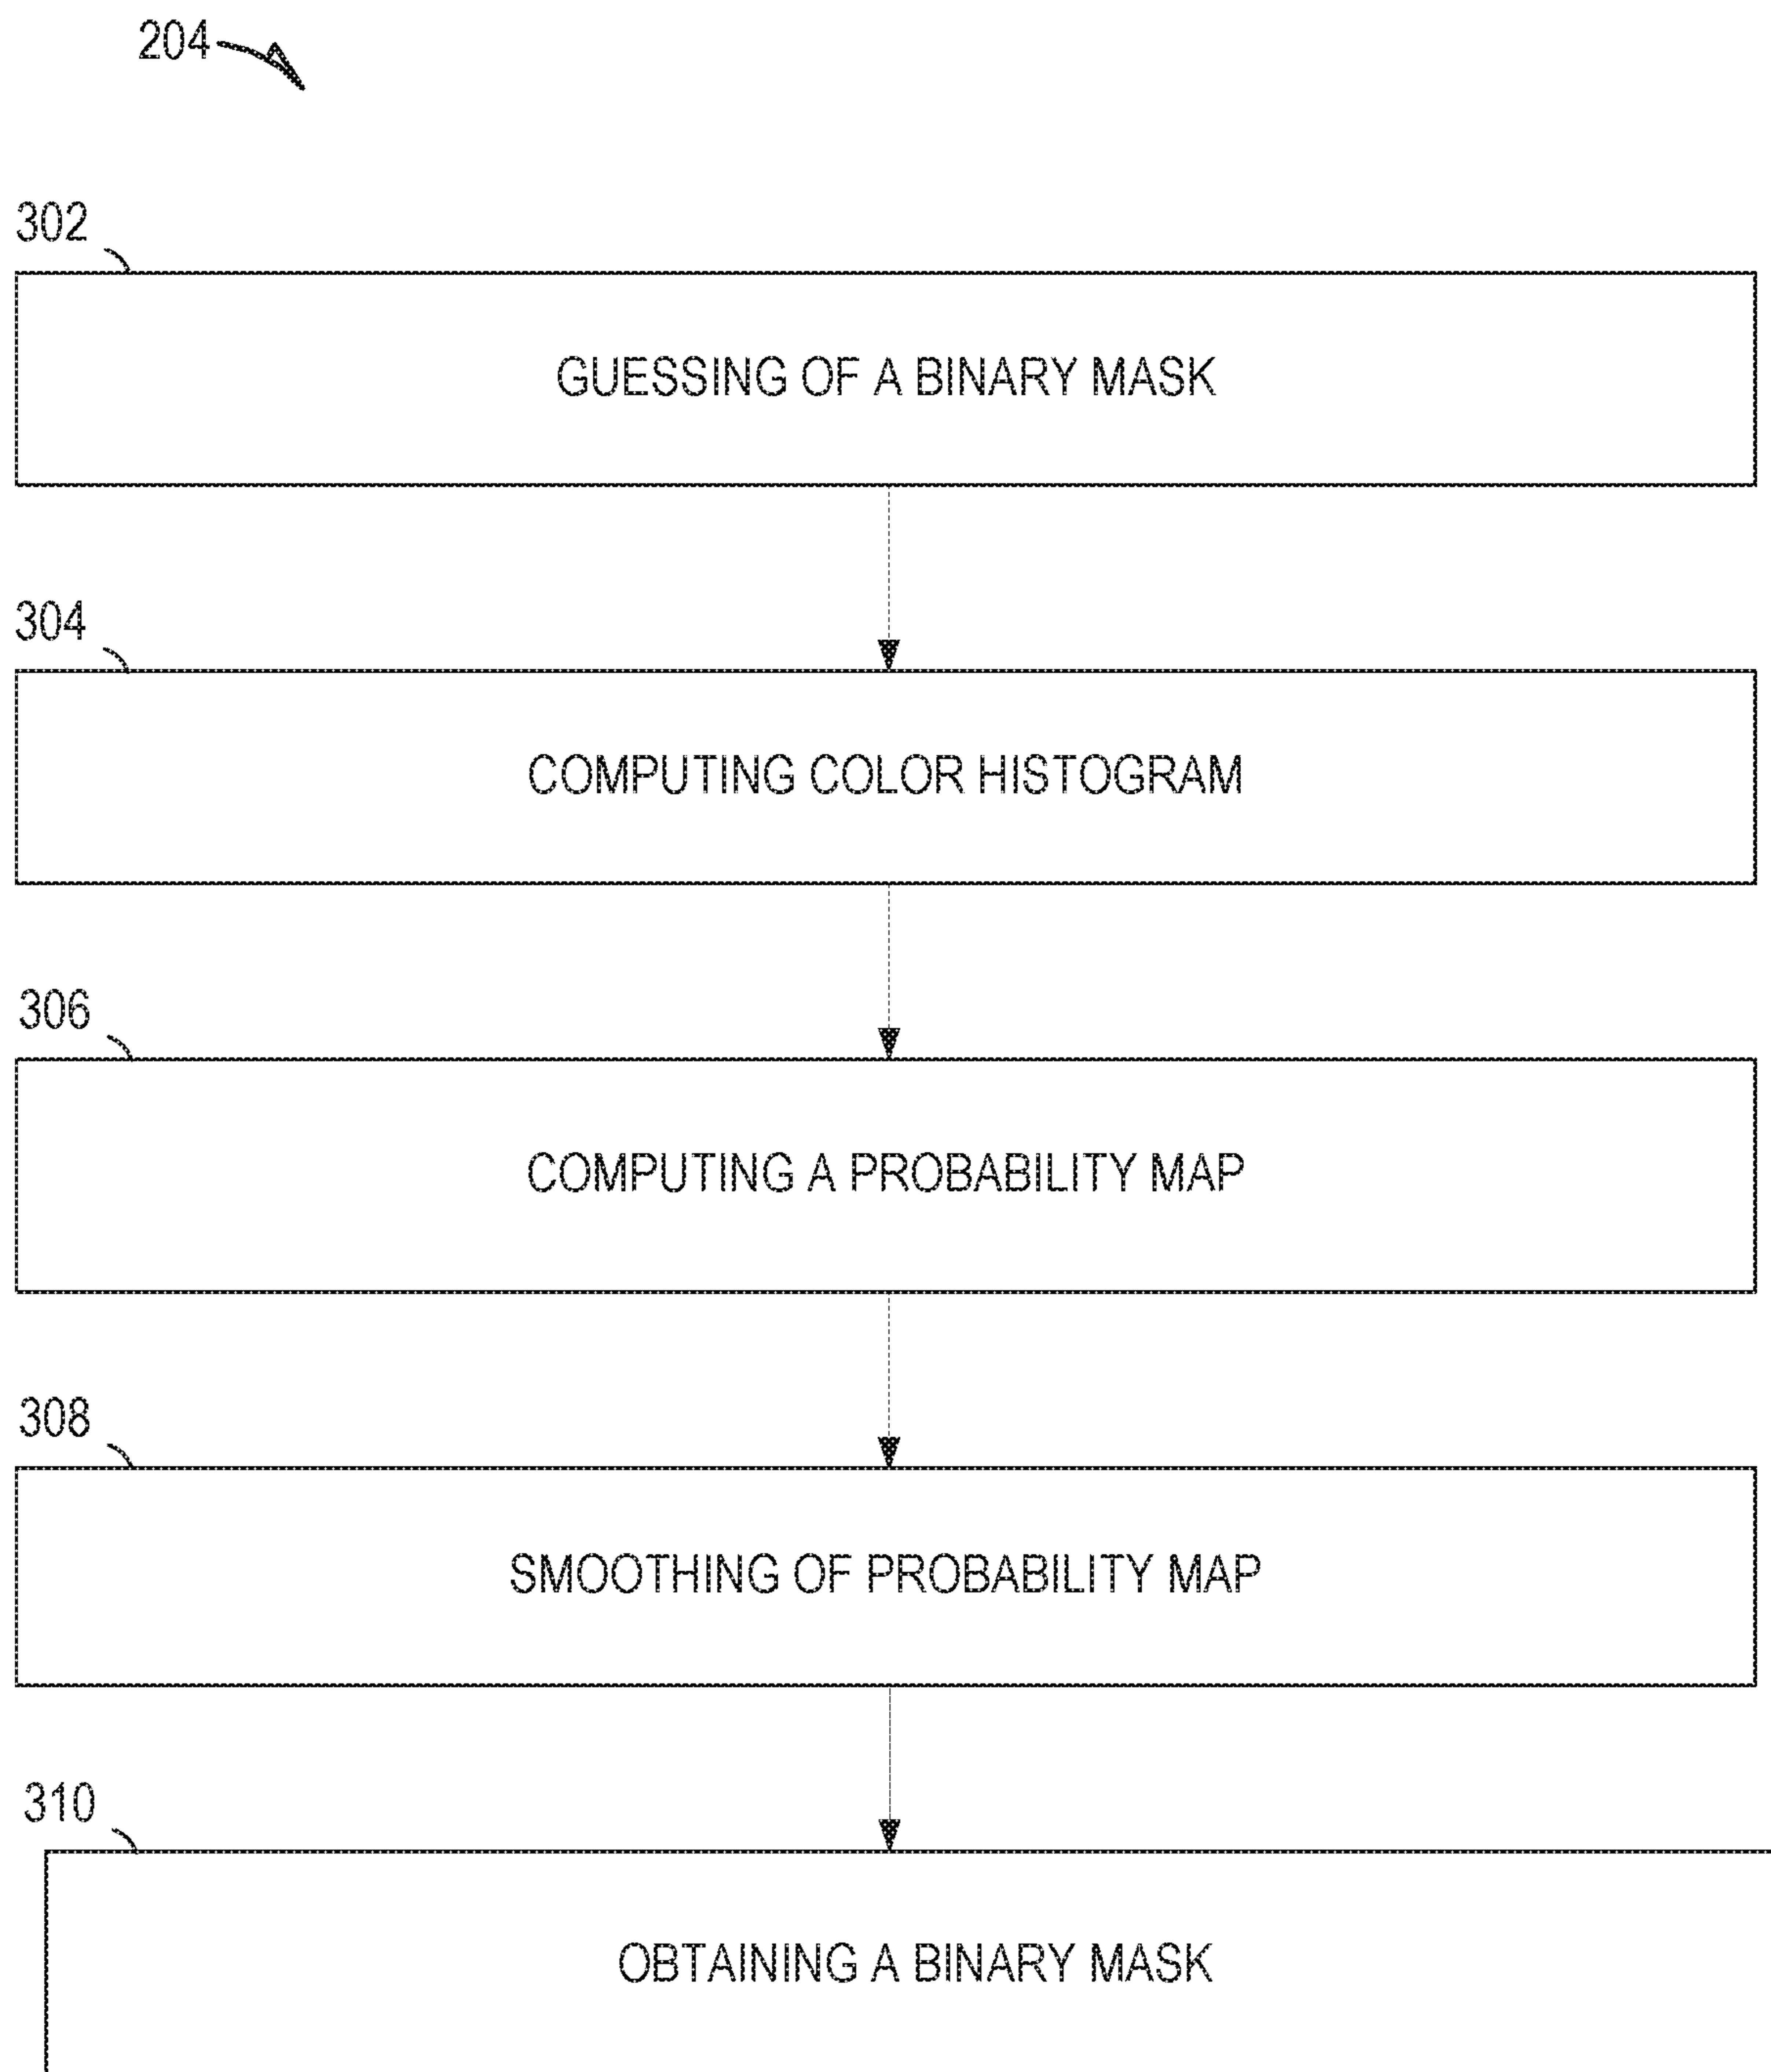 204
302
GUESSING OF A BINARY MASK
304
COMPUTING COLOR HISTOGRAM
306
COMPUTING A PROBABILITY MAP
308
SMOOTHING OF PROBABILITY MAP
310
OBTAINING A BINARY MASK